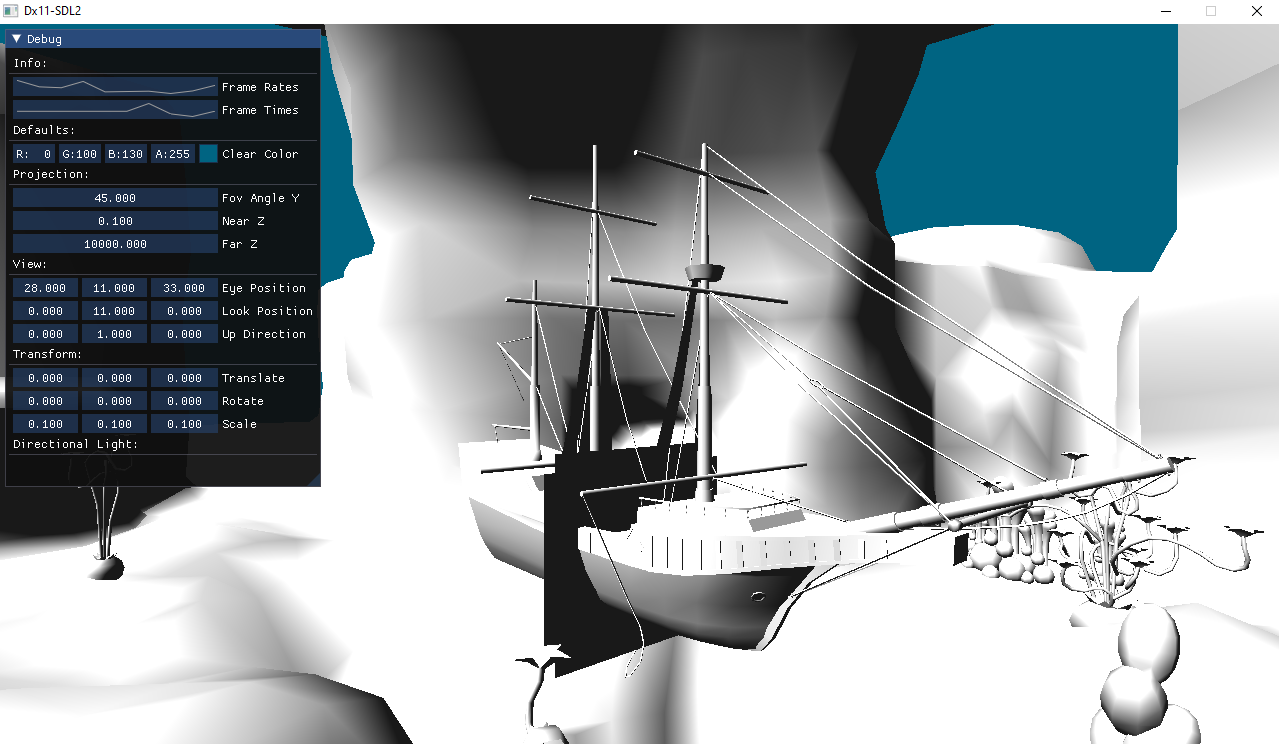 Dx11-SDL2
Debug
Info:
Frame Rates
Frame Times
Defaults:
R: 0 G:100 B:130 A:255 Clear Color
Projection:
45.000 Fov Angle Y
0.100 Near Z
10000.000 Far Z
View:
28.000 11.000 33.000 Eye Position
0.000 11.000 0.000 Look Position
0.000 1.000 0.000 Up Direction
Transform:
0.000 0.000 0.000 Translate
0.000 0.000 0.000 Rotate
0.100 0.100 0.100 Scale
Directional Light: